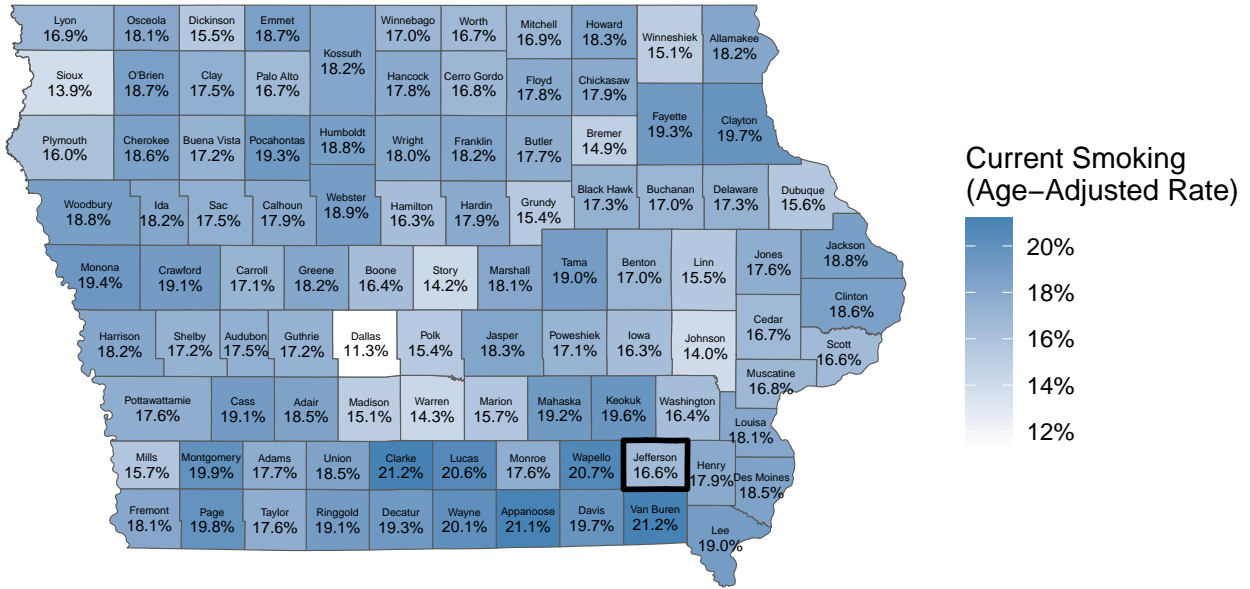 Lyon
16.9%
Osceola
18.1%
Dickinson
15.5%
Emmet
18.7%
Kossuth
18.2%
Winnebago
17.0%
Worth
16.7%
Mitchell
16.9%
Howard
18.3%
Winneshiek
15.1%
Allamakee
18.2%
Sioux
13.9%
O'Brien
18.7%
Clay
17.5%
Palo Alto
16.7%
Hancock
17.8%
Cerro Gordo
16.8%
Floyd
17.8%
Chickasaw
17.9%
Fayette
19.3%
Clayton
19.7%
Plymouth
16.0%
Cherokee
18.6%
Buena Vista
17.2%
Pocahontas
19.3%
Humboldt
18.8%
Wright
18.0%
Franklin
18.2%
Butler
17.7%
Bremer
14.9%
Woodbury
18.8%
Ida
18.2%
Sac
17.5%
Calhoun
17.9%
Webster
18.9%
Hamilton
16.3%
Hardin
17.9%
Grundy
15.4%
Black Hawk
17.3%
Buchanan
17.0%
Delaware
17.3%
Dubuque
15.6%
Monona
19.4%
Crawford
19.1%
Carroll
17.1%
Greene
18.2%
Boone
16.4%
Story
14.2%
Marshall
18.1%
Tama
19.0%
Benton
17.0%
Linn
15.5%
Jones
17.6%
Jackson
18.8%
Clinton
18.6%
Harrison
18.2%
Shelby
17.2%
Audubon
17.5%
Guthrie
17.2%
Dallas
11.3%
Polk
15.4%
Jasper
18.3%
Poweshiek
17.1%
Iowa
16.3%
Johnson
14.0%
Cedar
16.7%
Scott
16.6%
Muscatine
16.8%
Pottawattamie
17.6%
Cass
19.1%
Adair
18.5%
Madison
15.1%
Warren
14.3%
Marion
15.7%
Mahaska
19.2%
Keokuk
19.6%
Washington
16.4%
Louisa
18.1%
Mills
15.7%
Montgomery
19.9%
Adams
17.7%
Union
18.5%
Clarke
21.2%
Lucas
20.6%
Monroe
17.6%
Wapello
20.7%
Jefferson
16.6%
Henry
17.9%
Des Moines
18.5%
Fremont
18.1%
Page
19.8%
Taylor
17.6%
Ringgold
19.1%
Decatur
19.3%
Wayne
20.1%
Appanoose
21.1%
Davis
19.7%
Van Buren
21.2%
Lee
19.0%
Current Smoking
(Age−Adjusted Rate)
20%
18%
16%
14%
12%